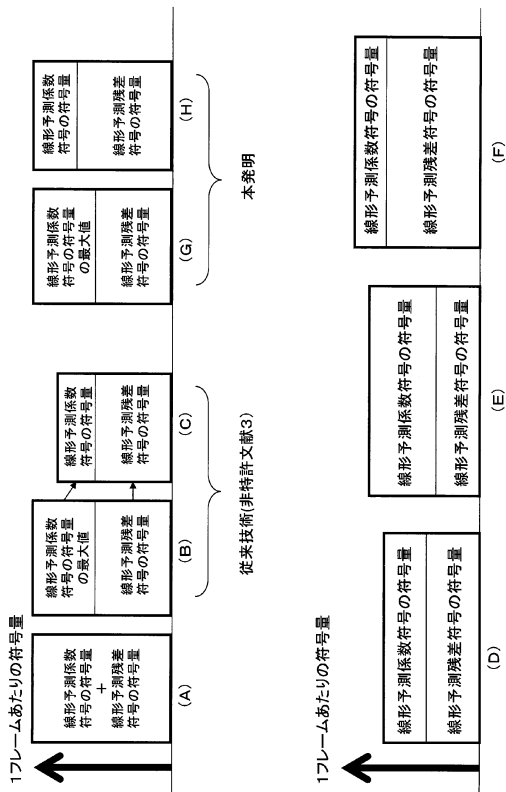 1フレームあたりの符号量
線形予測係数
符号の符号量
+
線形予測残差
符号の符号量
(A)
線形予測係数
符号の符号量
の最大値
線形予測残差
符号の符号量
(B)
線形予測係数
符号の符号量
線形予測残差
符号の符号量
(C)
従来技術(非特許文献3)
線形予測係数
符号の符号量
の最大値
線形予測残差
符号の符号量
(G)
線形予測係数
符号の符号量
線形予測残差
符号の符号量
(H)
本発明
1フレームあたりの符号量
線形予測係数符号の符号量
線形予測残差符号の符号量
(D)
線形予測係数符号の符号量
線形予測残差符号の符号量
(E)
線形予測係数符号の符号量
線形予測残差符号の符号量
(F)